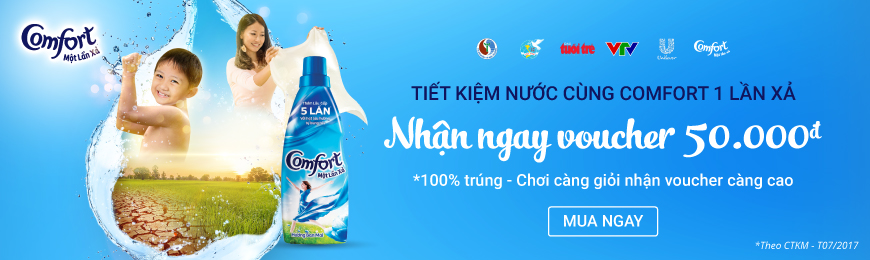 Comfort
Một Lần Xả
tuổi trẻ
VTV
Unilever
Comfort
TIẾT KIỆM NƯỚC CÙNG COMFORT 1 LẦN XẢ
Nhận ngay voucher 50.000đ
*100% trúng - Chơi càng giỏi nhận voucher càng cao
MUA NGAY
*Theo CTKM - T07/2017
5 LẦN
Comfort
Một Lần Xả